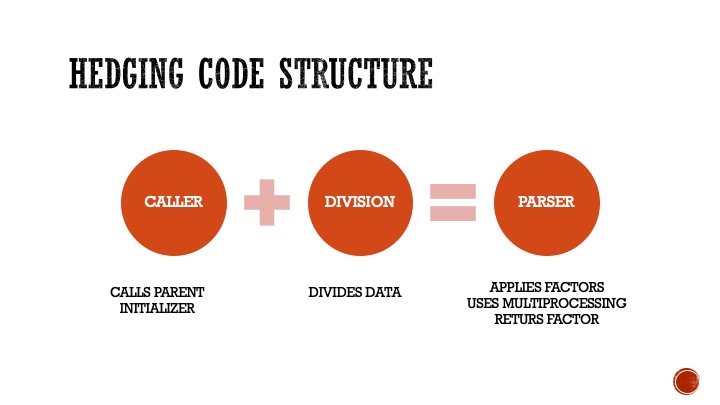 HEDGING CODE STRUCTURE
CALLER
DIVISION
PARSER
CALLS PARENT
INITIALIZER
DIVIDES DATA
APPLIES FACTORS
USES MULTIPROCESSING
RETURS FACTOR